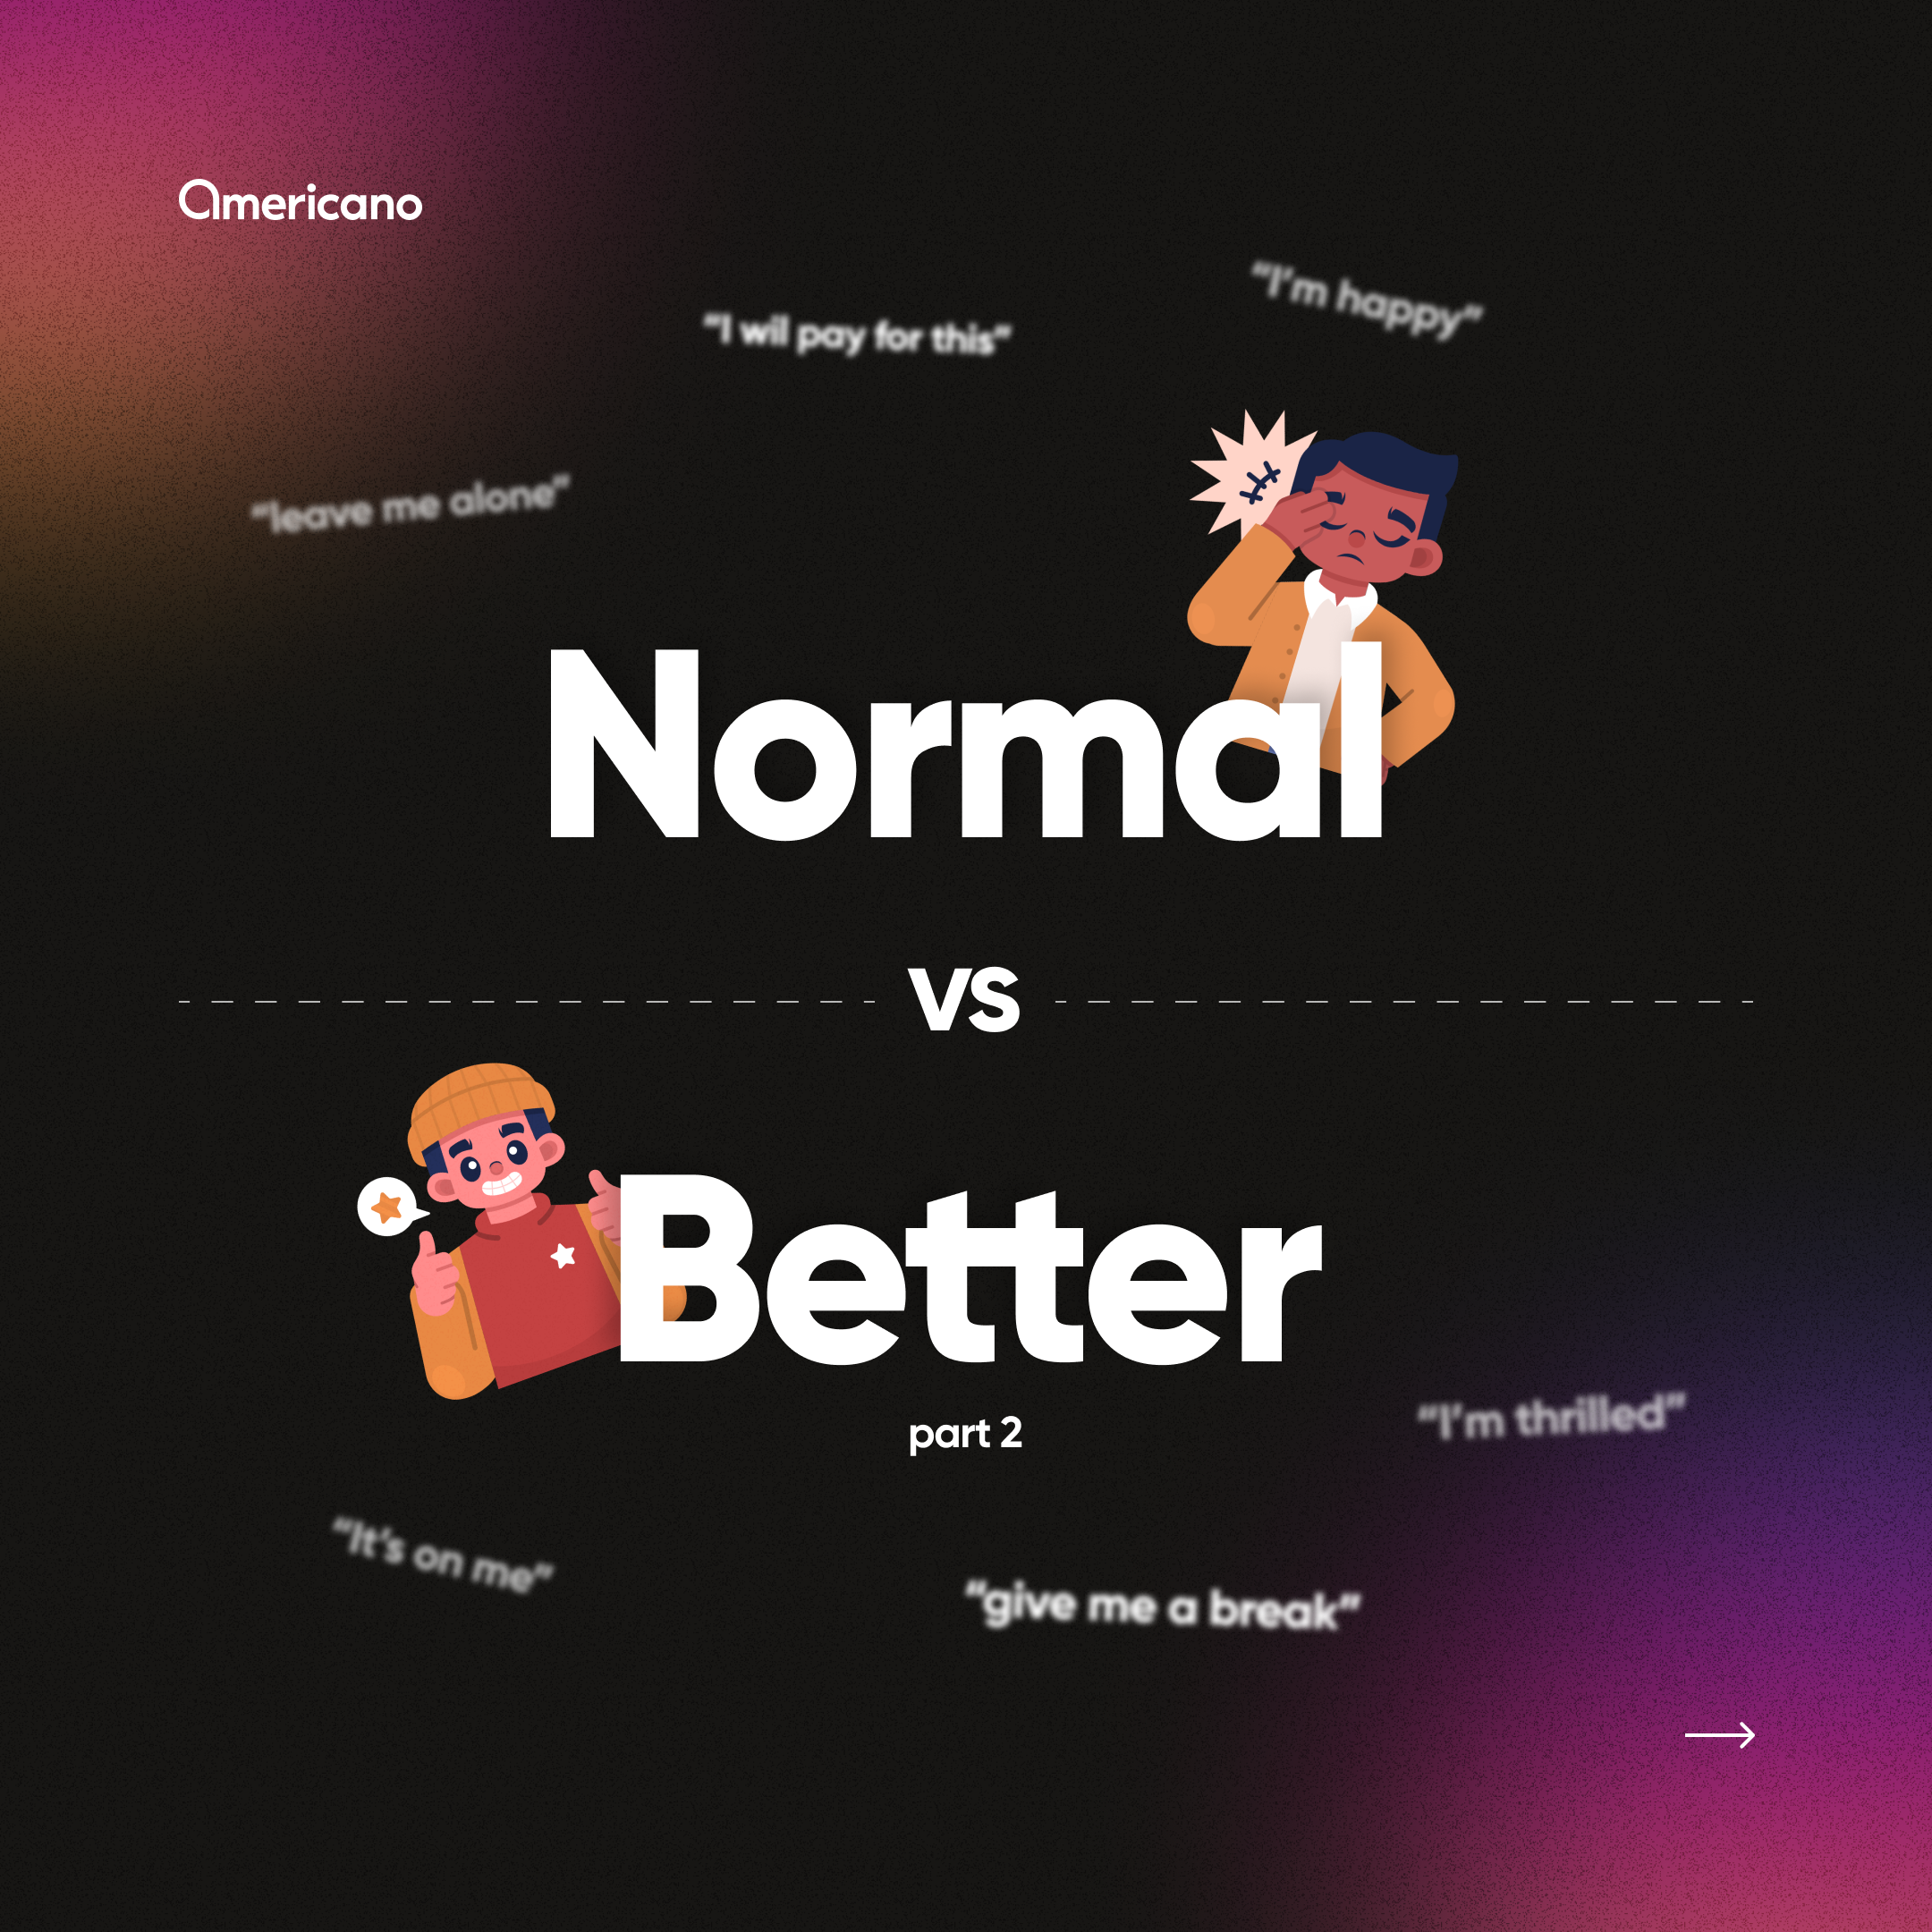 americano
“I’m happy”
“I wil pay for this”
“leave me alone”
Normal
vs
Better
part 2
“I’m thrilled”
“It’s on me”
“give me a break”